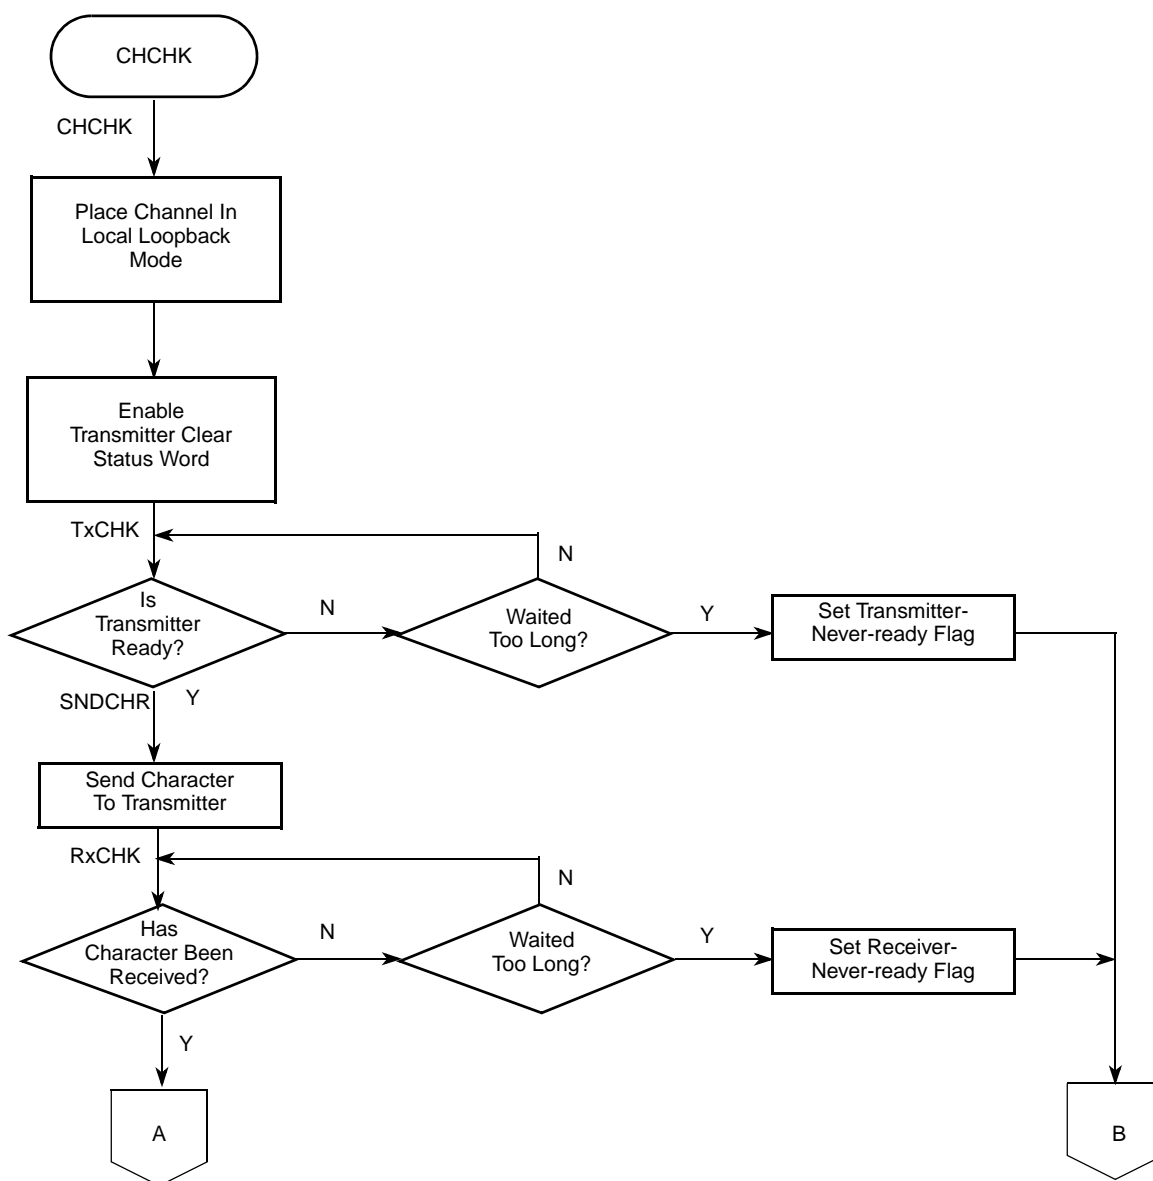 CHCHK
CHCHK
Place Channel In
Local Loopback
Mode
Enable
Transmitter Clear
Status Word
TxCHK
N
Is
Transmitter
Ready?
N
Waited
Too Long?
Y
Set Transmitter-
Never-ready Flag
SNDCHR
Y
Send Character
To Transmitter
RxCHK
N
Has
Character Been
Received?
N
Waited
Too Long?
Y
Set Receiver-
Never-ready Flag
Y
A
B